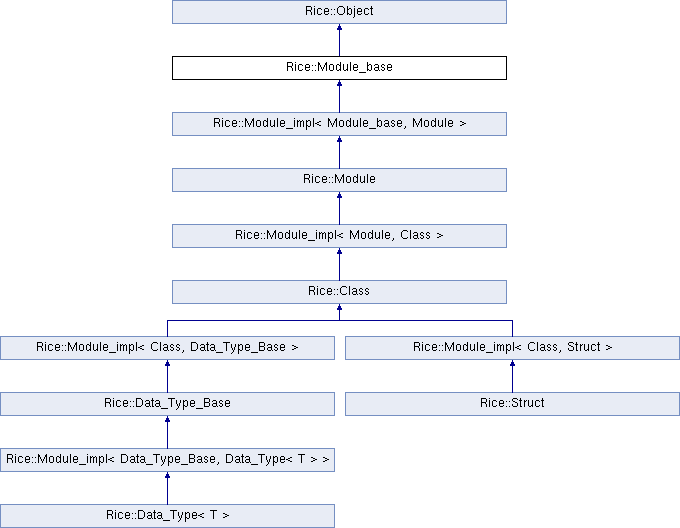 Rice::Object
Rice::Module_base
Rice::Module_impl< Module_base, Module >
Rice::Module
Rice::Module_impl< Module, Class >
Rice::Class
Rice::Module_impl< Class, Data_Type_Base >
Rice::Module_impl< Class, Struct >
Rice::Data_Type_Base
Rice::Struct
Rice::Module_impl< Data_Type_Base, Data_Type< T > >
Rice::Data_Type< T >